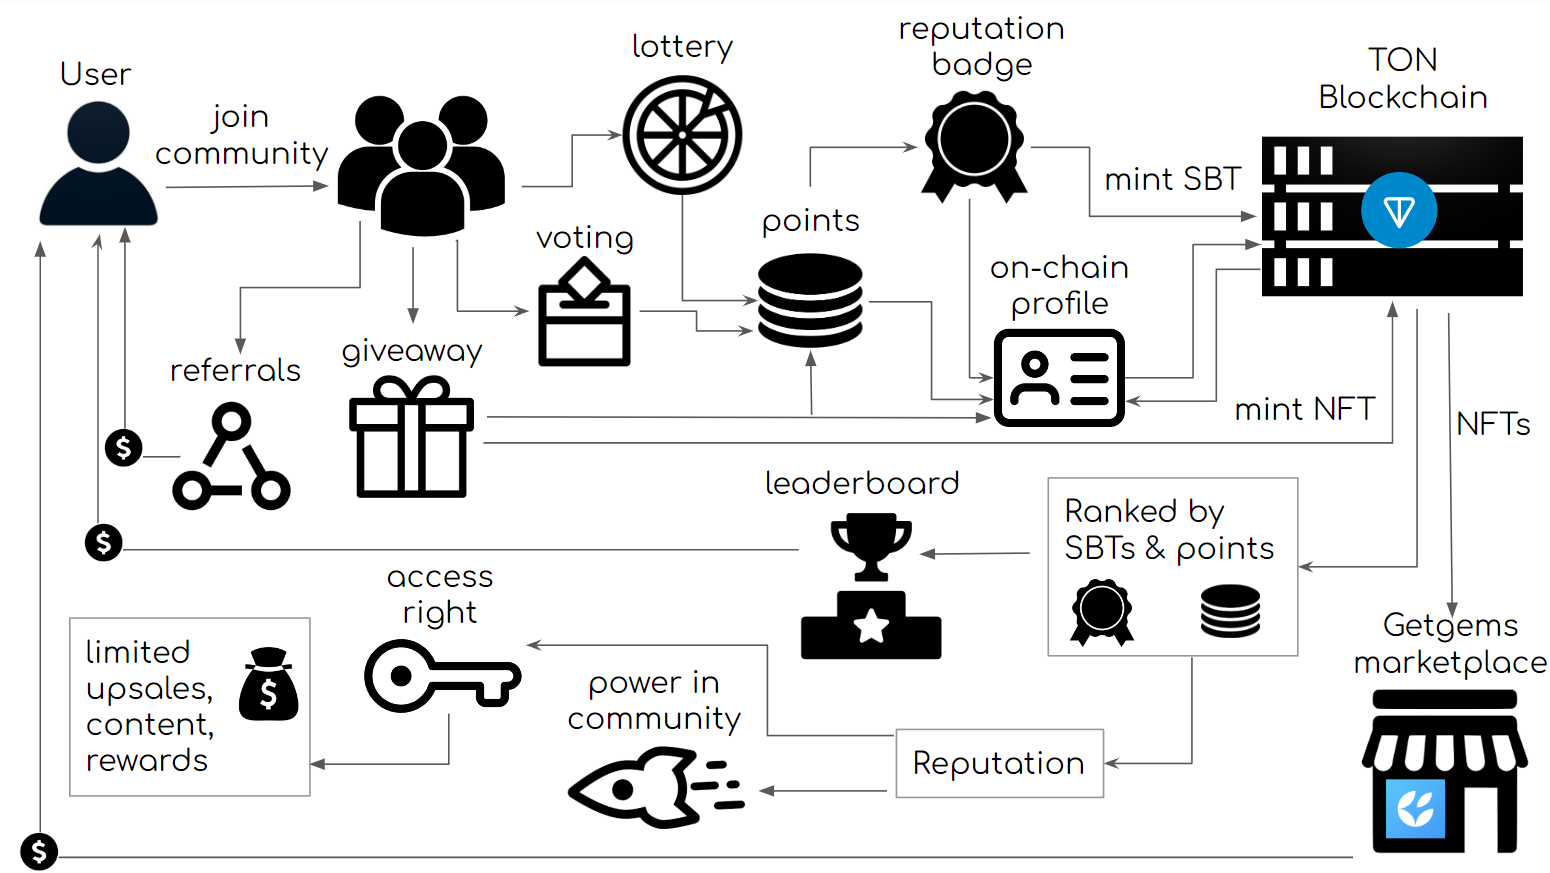 User
join
community
lottery
reputation
badge
TON
Blockchain
mint SBT
voting
points
on-chain
profile
referrals
giveaway
mint NFT
NFTs
$
$
leaderboard
Ranked by
SBTs & points
access
right
limited
upsales,
content,
rewards
$
power in
community
Reputation
Getgems
marketplace
$